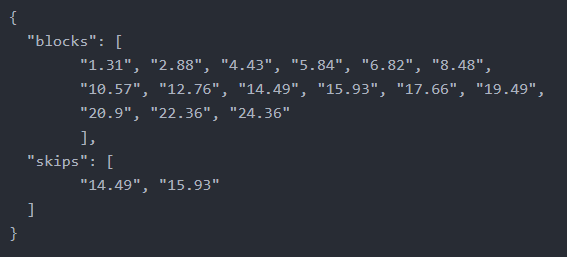 {
  "blocks": [
        "1.31", "2.88", "4.43", "5.84", "6.82", "8.48",
        "10.57", "12.76", "14.49", "15.93", "17.66", "19.49",
        "20.9", "22.36", "24.36"
        ],
  "skips": [
        "14.49", "15.93"
  ]
}